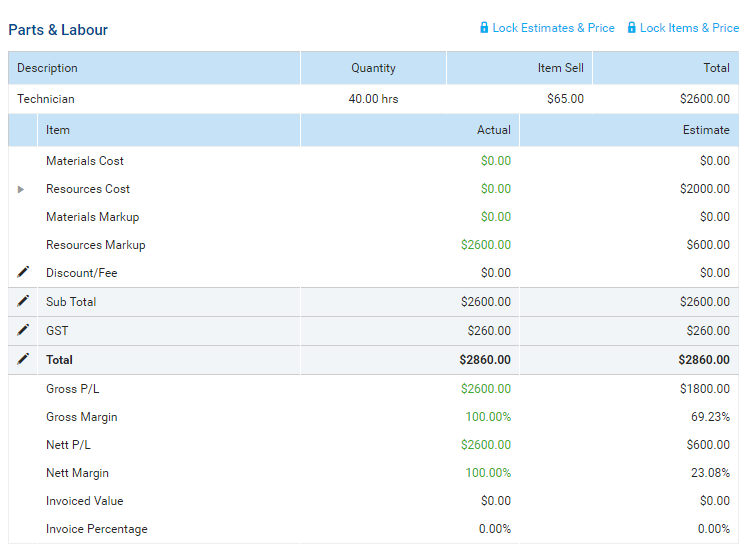 Parts & Labour Lock Estimates & Price Lock Items & Price
Description Quantity Item Sell Total
Technician 40.00 hrs $65.00 $2600.00
Item Actual Estimate
Materials Cost $0.00 $0.00
Resources Cost $0.00 $2000.00
Materials Markup $0.00 $0.00
Resources Markup $2600.00 $600.00
Discount/Fee $0.00 $0.00
Sub Total $2600.00 $2600.00
GST $260.00 $260.00
Total $2860.00 $2860.00
Gross P/L $2600.00 $1800.00
Gross Margin 100.00% 69.23%
Nett P/L $2600.00 $600.00
Nett Margin 100.00% 23.08%
Invoiced Value $0.00 $0.00
Invoice Percentage 0.00% 0.00%